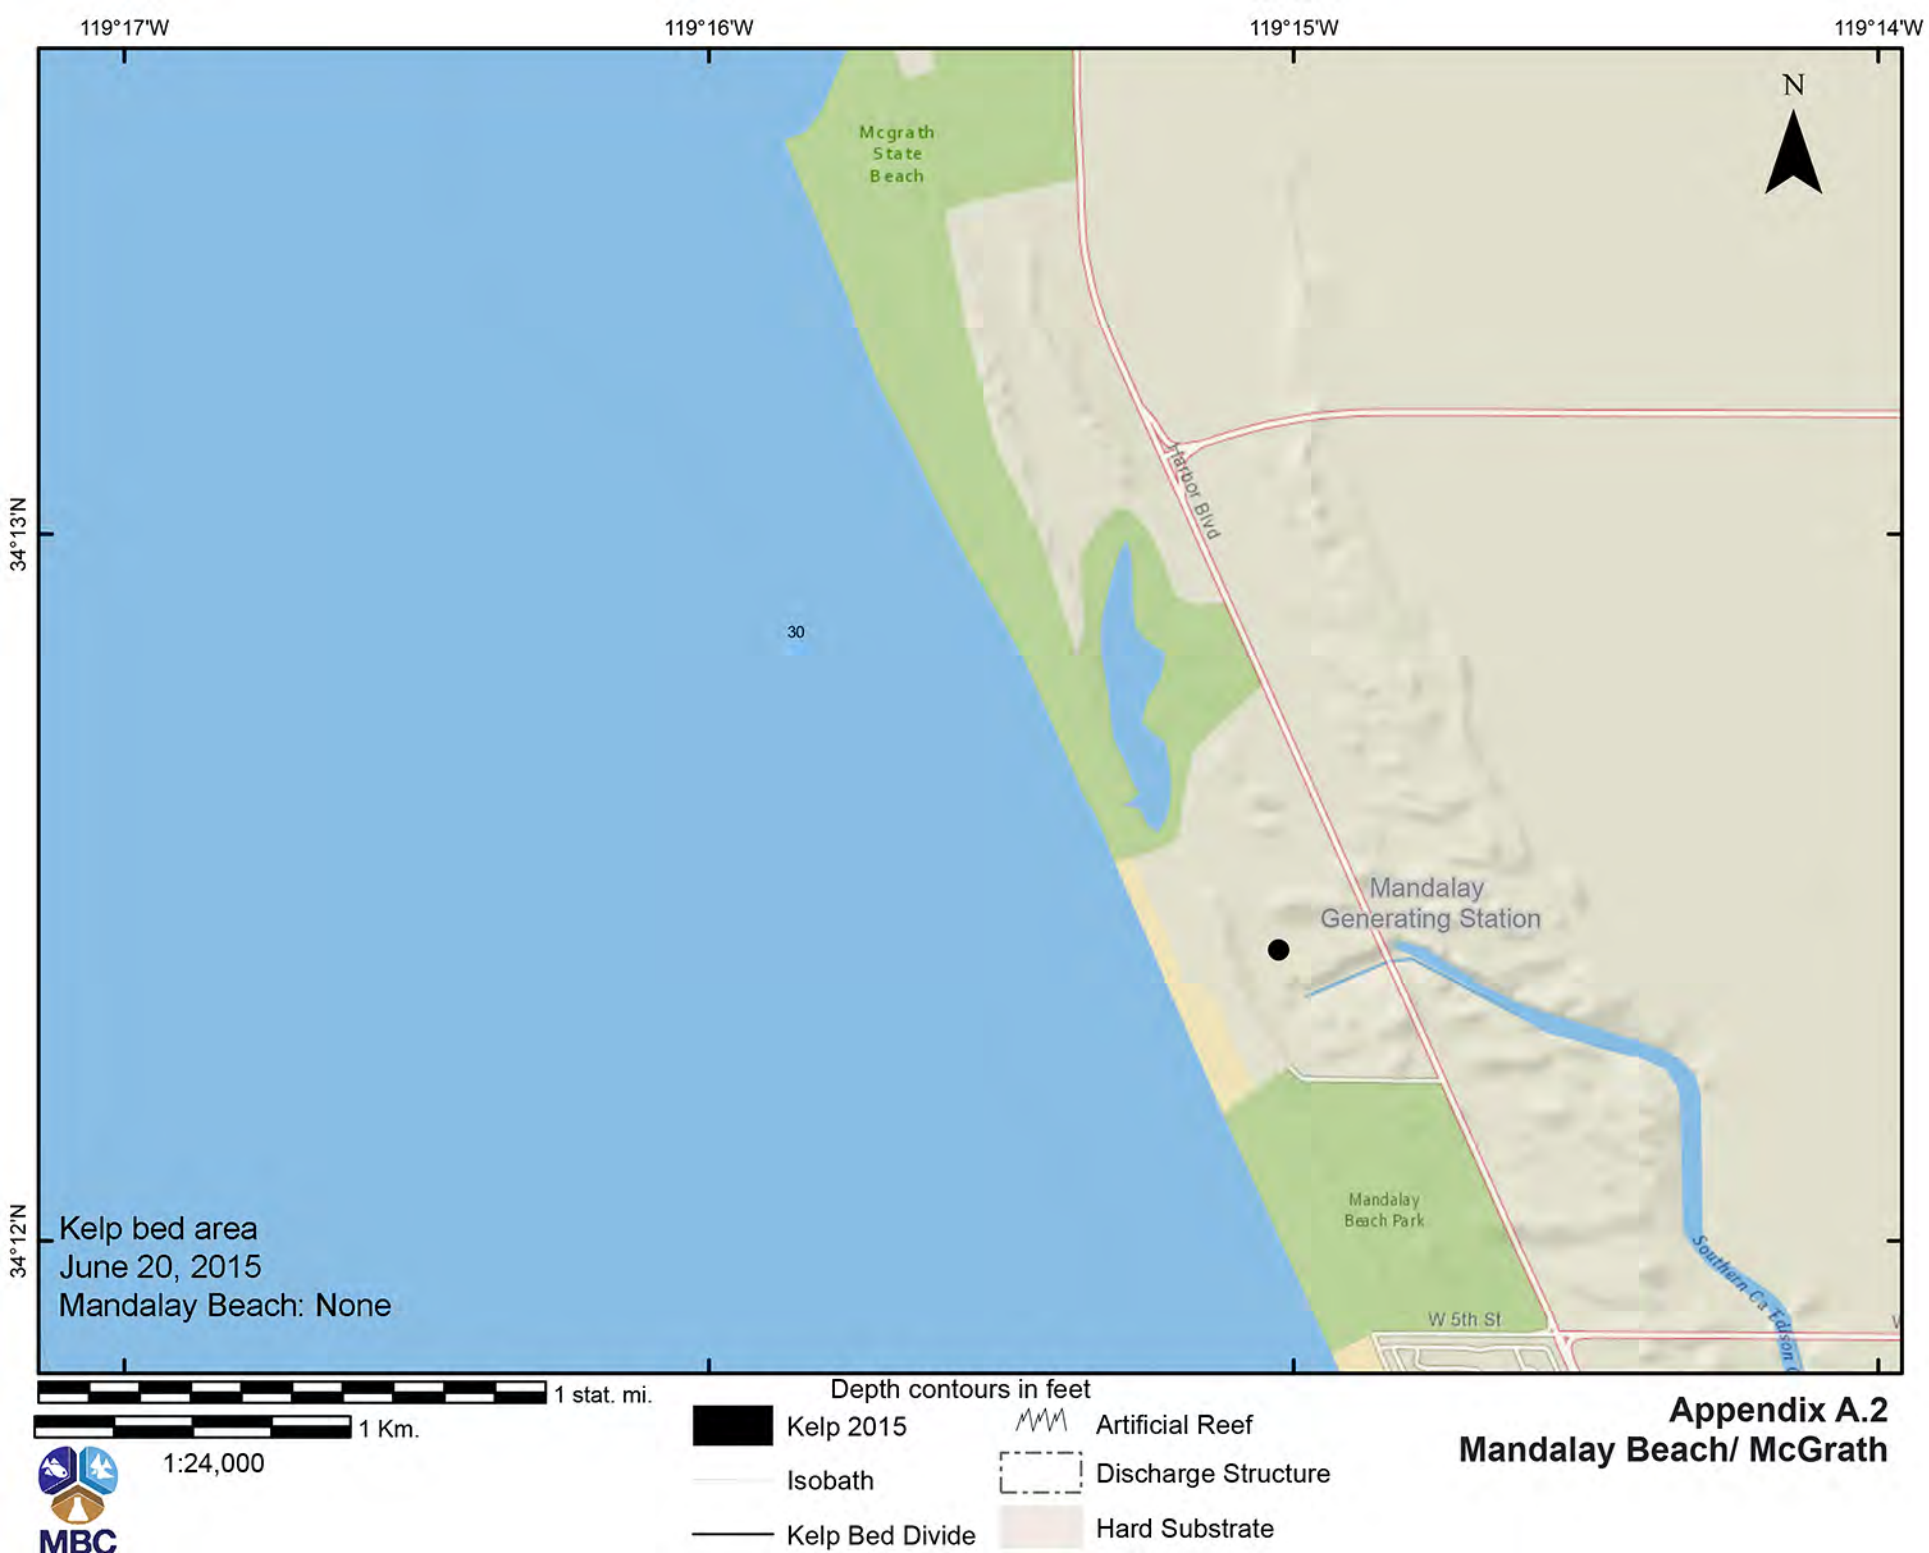 119°17'W
119°16'W
119°15'W
119°14'W
N
Mcgrath
State
Beach
Harbor Blvd
34°13'N
30
Mandalay
Generating Station
Mandalay
Beach Park
34°12'N
Kelp bed area
June 20, 2015
Mandalay Beach: None
Southern Ca Edison
W 5th St
1 stat. mi.
1 Km.
1:24,000
MBC
Depth contours in feet
Kelp 2015
Isobath
Kelp Bed Divide
Artificial Reef
Discharge Structure
Hard Substrate
Appendix A.2
Mandalay Beach/ McGrath